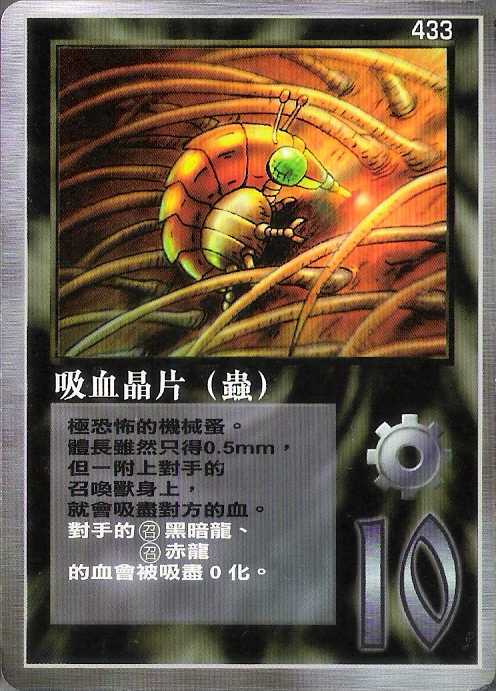 433
吸血晶片（蟲）
極恐怖的機械蚤。
體長雖然只得0.5mm，
但一附上對手的
召喚獸身上，
就會吸盡對方的血。
對手的㊁黑暗龍、
㊁赤龍
的血會被吸盡 0 化。
10